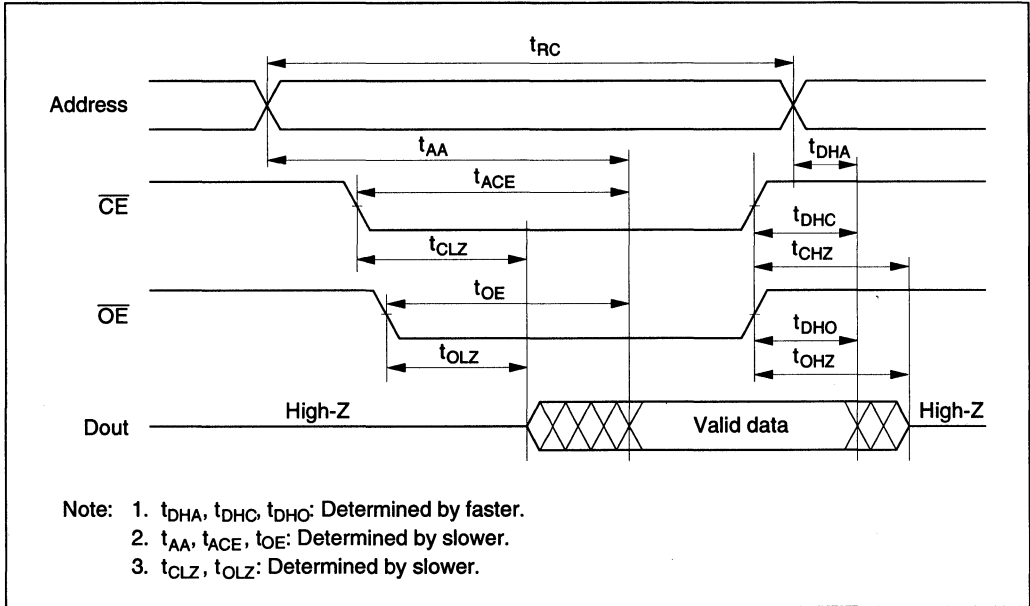 tRC
Address
tAA
tDHA
tACE
CE
tDHC
tCLZ
tCHZ
tOE
OE
tDHO
tOLZ
tOHZ
High-Z
High-Z
Dout
Valid data
Note: 1. tDHA, tDHC, tDHO: Determined by faster.
2. tAA, tACE, tOE: Determined by slower.
3. tCLZ, tOLZ: Determined by slower.